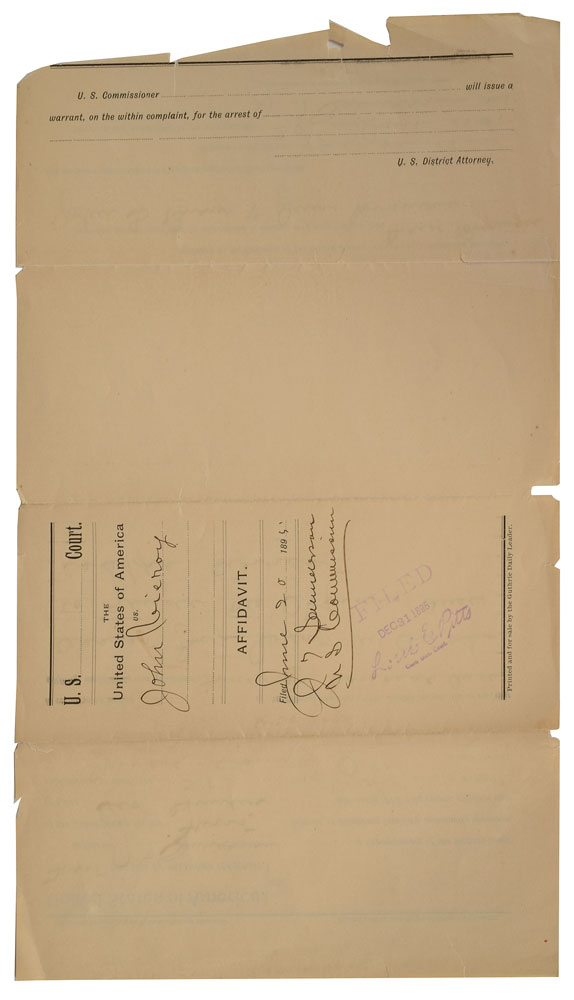 U. S. Commissioner will issue a
warrant, on the within complaint, for the arrest of
U. S. District Attorney.
U. S. Court.
THE
United States of America
vs.
John
AFFIDAVIT.
Filed June 20 1895
U S Commissioner
FILED
DEC 31 1895
Printed and for sale by the Guthrie Daily Leader.